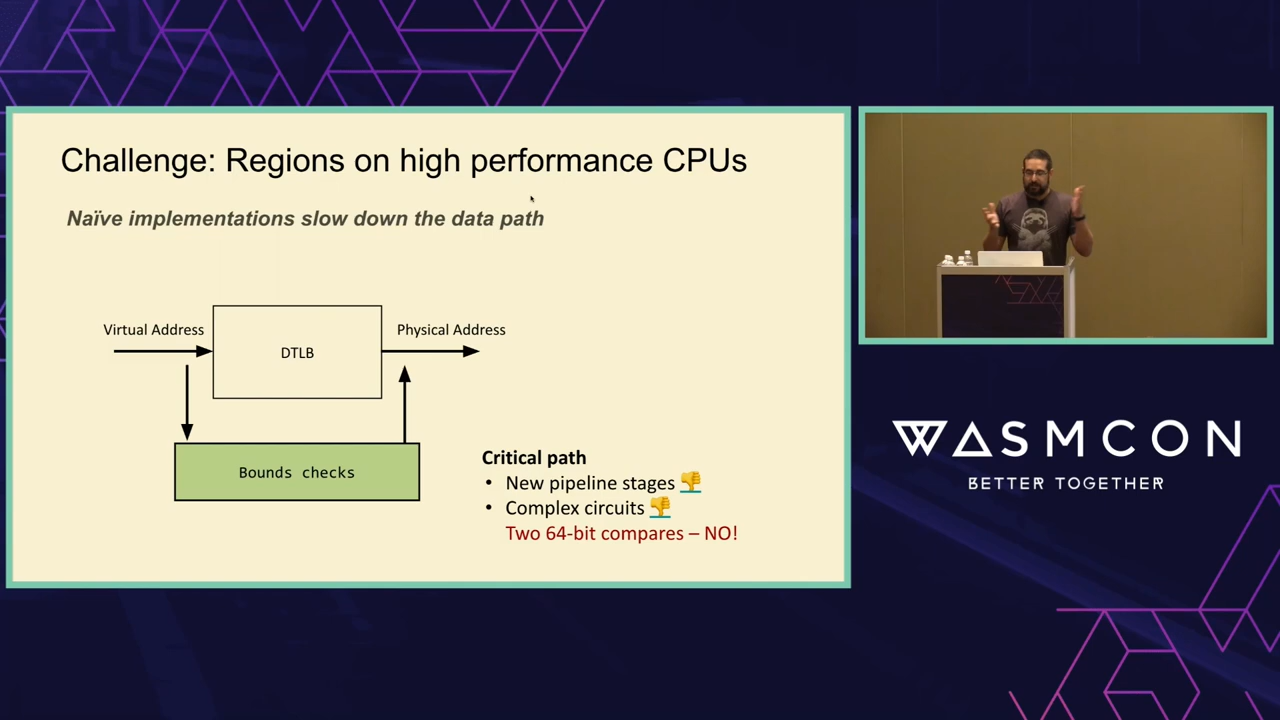 Challenge: Regions on high performance CPUs
Naïve implementations slow down the data path
Virtual Address
DTLB
Physical Address
Bounds checks
Critical path
• New pipeline stages 👎
• Complex circuits 👎
Two 64-bit compares – NO!
WASMCON
BETTER TOGETHER